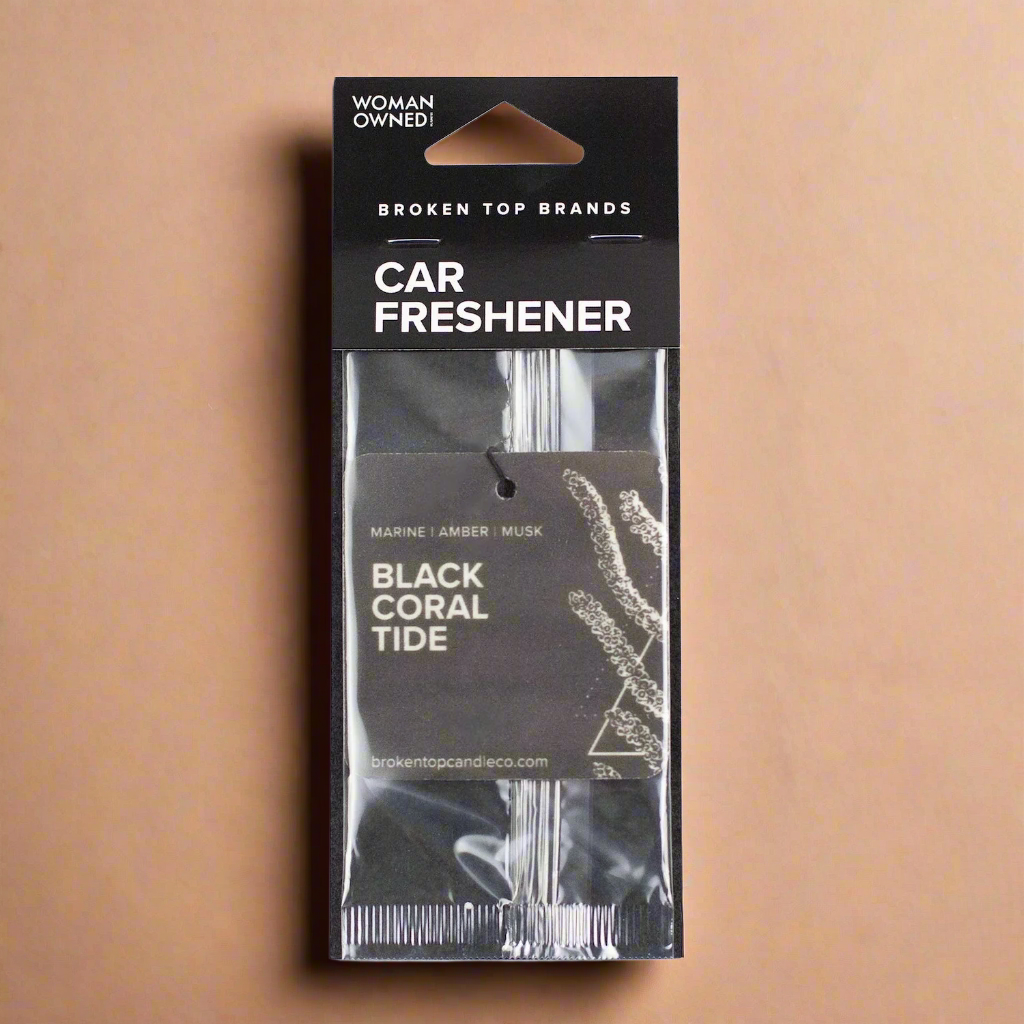 WOMAN
OWNED
BROKEN TOP BRANDS
CAR
FRESHENER
MARINE | AMBER | MUSK
BLACK
CORAL
TIDE
brokentopcandleco.com